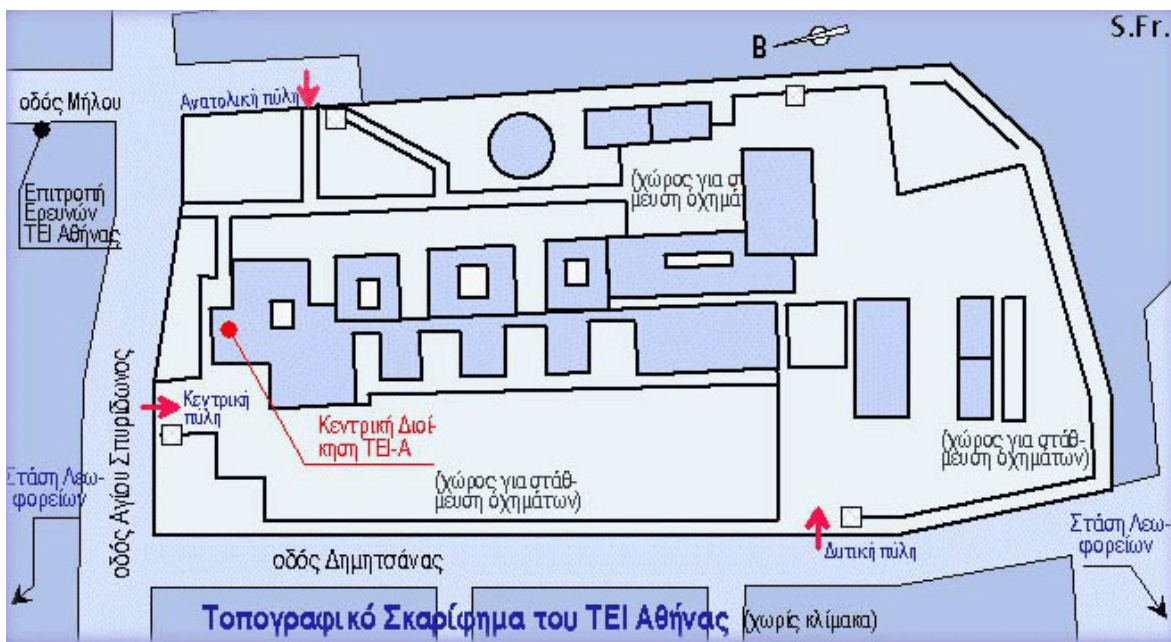 S.Fr.
Β
οδός Μήλου
Ανατολική πύλη
Επιτροπή
Ερευνών
ΤΕΙ Αθήνας
(χώρος για στά
μευση οχημάτ
οδός Αγίου Σπυρίδωνος
Κεντρική
πύλη
Κεντρική Διοί-
κηση ΤΕΙ-Α
(χώρος για στάθ-
μευση οχημάτων)
(χώρος για στάθ-
μευση οχημάτων)
Στάση Λεω-
φορείων
οδός Δημητσάνας
Δυτική πύλη
Στάση Λεω-
φορείων
Τοπογραφικό Σκαρίφημα του ΤΕΙ Αθήνας (χωρίς κλίμακα)